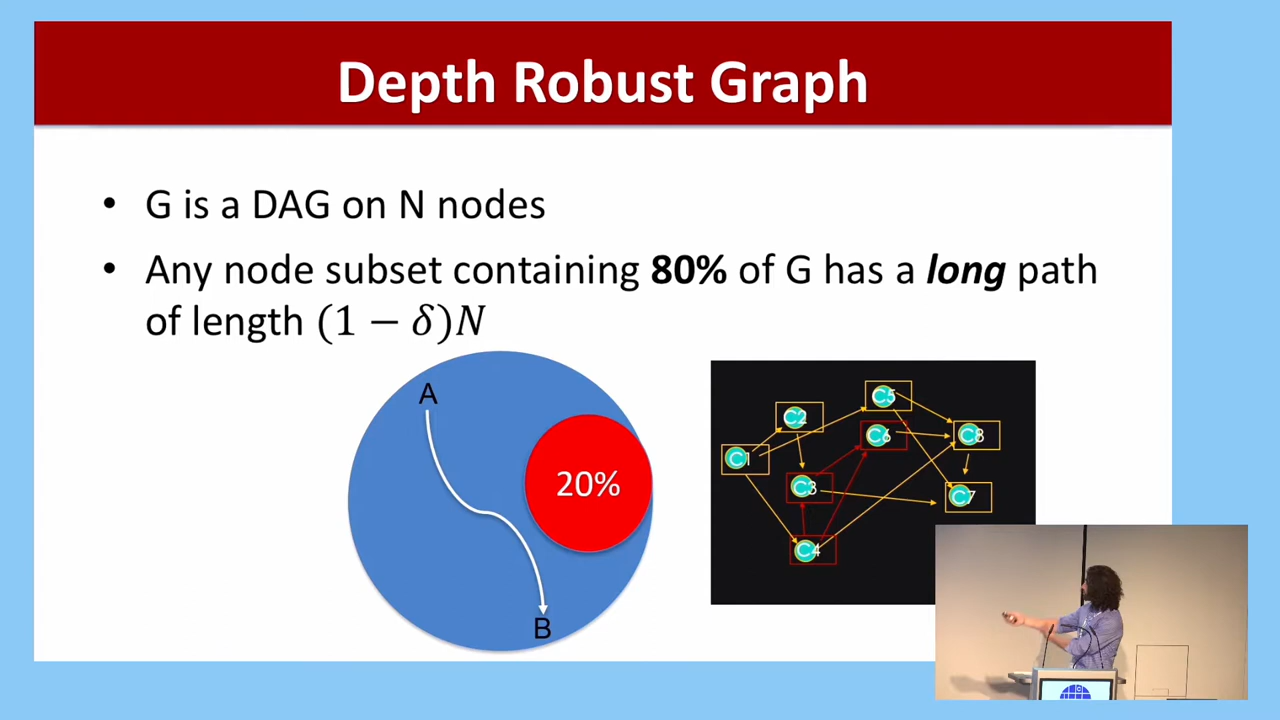 Depth Robust Graph
• G is a DAG on N nodes
• Any node subset containing 80% of G has a long path
of length (1 − δ)N
A
20%
B
C5
C2
C6
C8
C1
C3
C7
C4